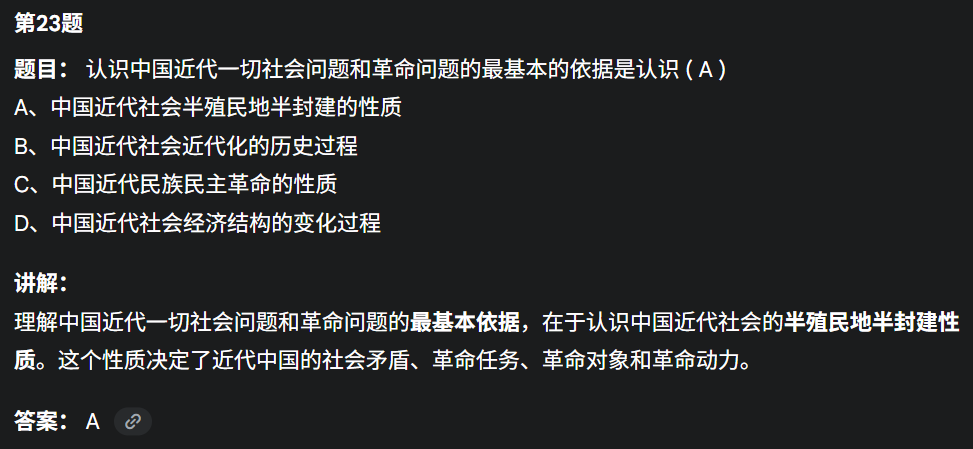 第23题
题目： 认识中国近代一切社会问题和革命问题的最基本的依据是认识 ( A )
A、中国近代社会半殖民地半封建的性质
B、中国近代社会近代化的历史过程
C、中国近代民族民主革命的性质
D、中国近代社会经济结构的变化过程
讲解：
理解中国近代一切社会问题和革命问题的最基本依据，在于认识中国近代社会的半殖民地半封建性
质。这个性质决定了近代中国的社会矛盾、革命任务、革命对象和革命动力。
答案： A